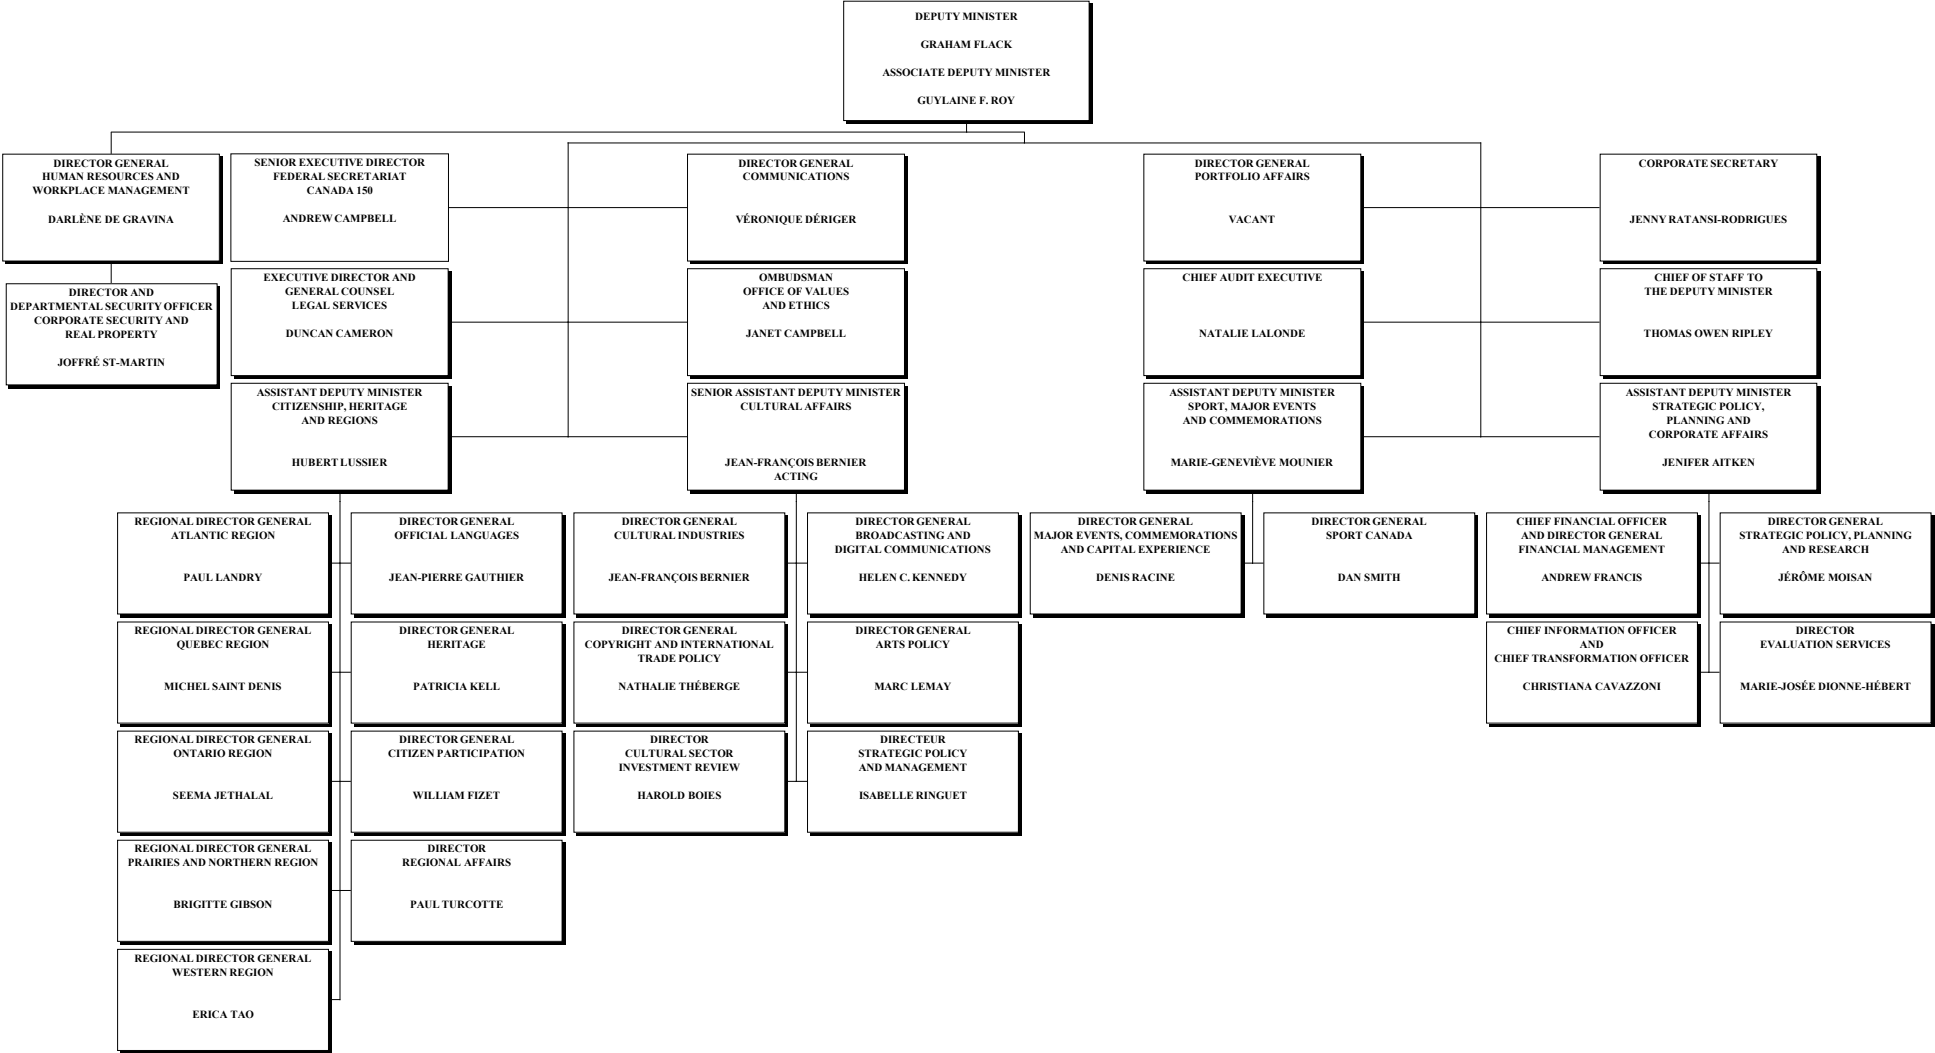 DEPUTY MINISTER
GRAHAM FLACK
ASSOCIATE DEPUTY MINISTER
GUYLAINE F. ROY
DIRECTOR GENERAL
HUMAN RESOURCES AND
WORKPLACE MANAGEMENT
DARLÈNE DE GRAVINA
SENIOR EXECUTIVE DIRECTOR
FEDERAL SECRETARIAT
CANADA 150
ANDREW CAMPBELL
DIRECTOR GENERAL
COMMUNICATIONS
VÉRONIQUE DÉRIGER
DIRECTOR GENERAL
PORTFOLIO AFFAIRS
VACANT
CORPORATE SECRETARY
JENNY RATANSI-RODRIGUES
DIRECTOR AND
DEPARTMENTAL SECURITY OFFICER
CORPORATE SECURITY AND
REAL PROPERTY
JOFFRÉ ST-MARTIN
EXECUTIVE DIRECTOR AND
GENERAL COUNSEL
LEGAL SERVICES
DUNCAN CAMERON
OMBUDSMAN
OFFICE OF VALUES
AND ETHICS
JANET CAMPBELL
CHIEF AUDIT EXECUTIVE
NATALIE LALONDE
CHIEF OF STAFF TO
THE DEPUTY MINISTER
THOMAS OWEN RIPLEY
ASSISTANT DEPUTY MINISTER
CITIZENSHIP, HERITAGE
AND REGIONS
HUBERT LUSSIER
SENIOR ASSISTANT DEPUTY MINISTER
CULTURAL AFFAIRS
JEAN-FRANÇOIS BERNIER
ACTING
ASSISTANT DEPUTY MINISTER
SPORT, MAJOR EVENTS
AND COMMEMORATIONS
MARIE-GENEVIÈVE MOUNIER
ASSISTANT DEPUTY MINISTER
STRATEGIC POLICY,
PLANNING AND
CORPORATE AFFAIRS
JENIFER AITKEN
REGIONAL DIRECTOR GENERAL
ATLANTIC REGION
PAUL LANDRY
DIRECTOR GENERAL
OFFICIAL LANGUAGES
JEAN-PIERRE GAUTHIER
DIRECTOR GENERAL
CULTURAL INDUSTRIES
JEAN-FRANÇOIS BERNIER
DIRECTOR GENERAL
BROADCASTING AND
DIGITAL COMMUNICATIONS
HELEN C. KENNEDY
DIRECTOR GENERAL
MAJOR EVENTS, COMMEMORATIONS
AND CAPITAL EXPERIENCE
DENIS RACINE
DIRECTOR GENERAL
SPORT CANADA
DAN SMITH
CHIEF FINANCIAL OFFICER
AND DIRECTOR GENERAL
FINANCIAL MANAGEMENT
ANDREW FRANCIS
DIRECTOR GENERAL
STRATEGIC POLICY, PLANNING
AND RESEARCH
JÉRÔME MOISAN
REGIONAL DIRECTOR GENERAL
QUEBEC REGION
MICHEL SAINT DENIS
DIRECTOR GENERAL
HERITAGE
PATRICIA KELL
DIRECTOR GENERAL
COPYRIGHT AND INTERNATIONAL
TRADE POLICY
NATHALIE THÉBERGE
DIRECTOR GENERAL
ARTS POLICY
MARC LEMAY
CHIEF INFORMATION OFFICER
AND
CHIEF TRANSFORMATION OFFICER
CHRISTIANA CAVAZZONI
DIRECTOR
EVALUATION SERVICES
MARIE-JOSÉE DIONNE-HÉBERT
REGIONAL DIRECTOR GENERAL
ONTARIO REGION
SEEMA JETHALAL
DIRECTOR GENERAL
CITIZEN PARTICIPATION
WILLIAM FIZET
DIRECTOR
CULTURAL SECTOR
INVESTMENT REVIEW
HAROLD BOIES
DIRECTEUR
STRATEGIC POLICY
AND MANAGEMENT
ISABELLE RINGUET
REGIONAL DIRECTOR GENERAL
PRAIRIES AND NORTHERN REGION
BRIGITTE GIBSON
DIRECTOR
REGIONAL AFFAIRS
PAUL TURCOTTE
REGIONAL DIRECTOR GENERAL
WESTERN REGION
ERICA TAO